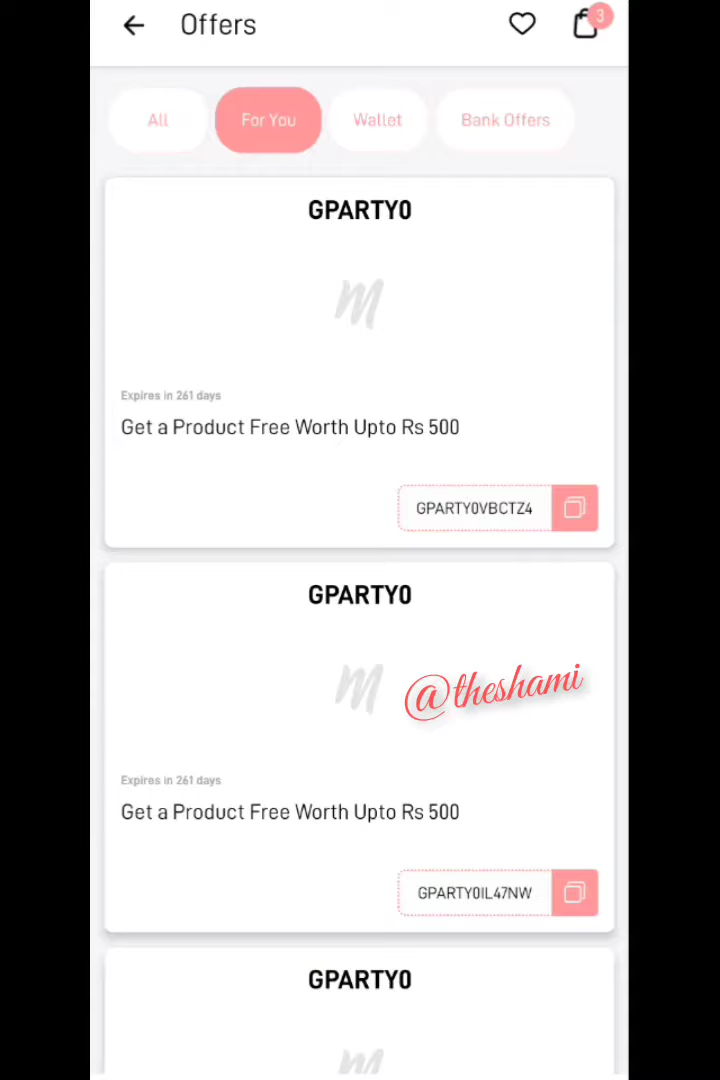 Offers
3
All
For You
Wallet
Bank Offers
GPARTY0
m
Expires in 261 days
Get a Product Free Worth Upto Rs 500
GPARTY0VBCTZ4
GPARTY0
m
@theshami
Expires in 261 days
Get a Product Free Worth Upto Rs 500
GPARTY0IL47NW
GPARTY0
m